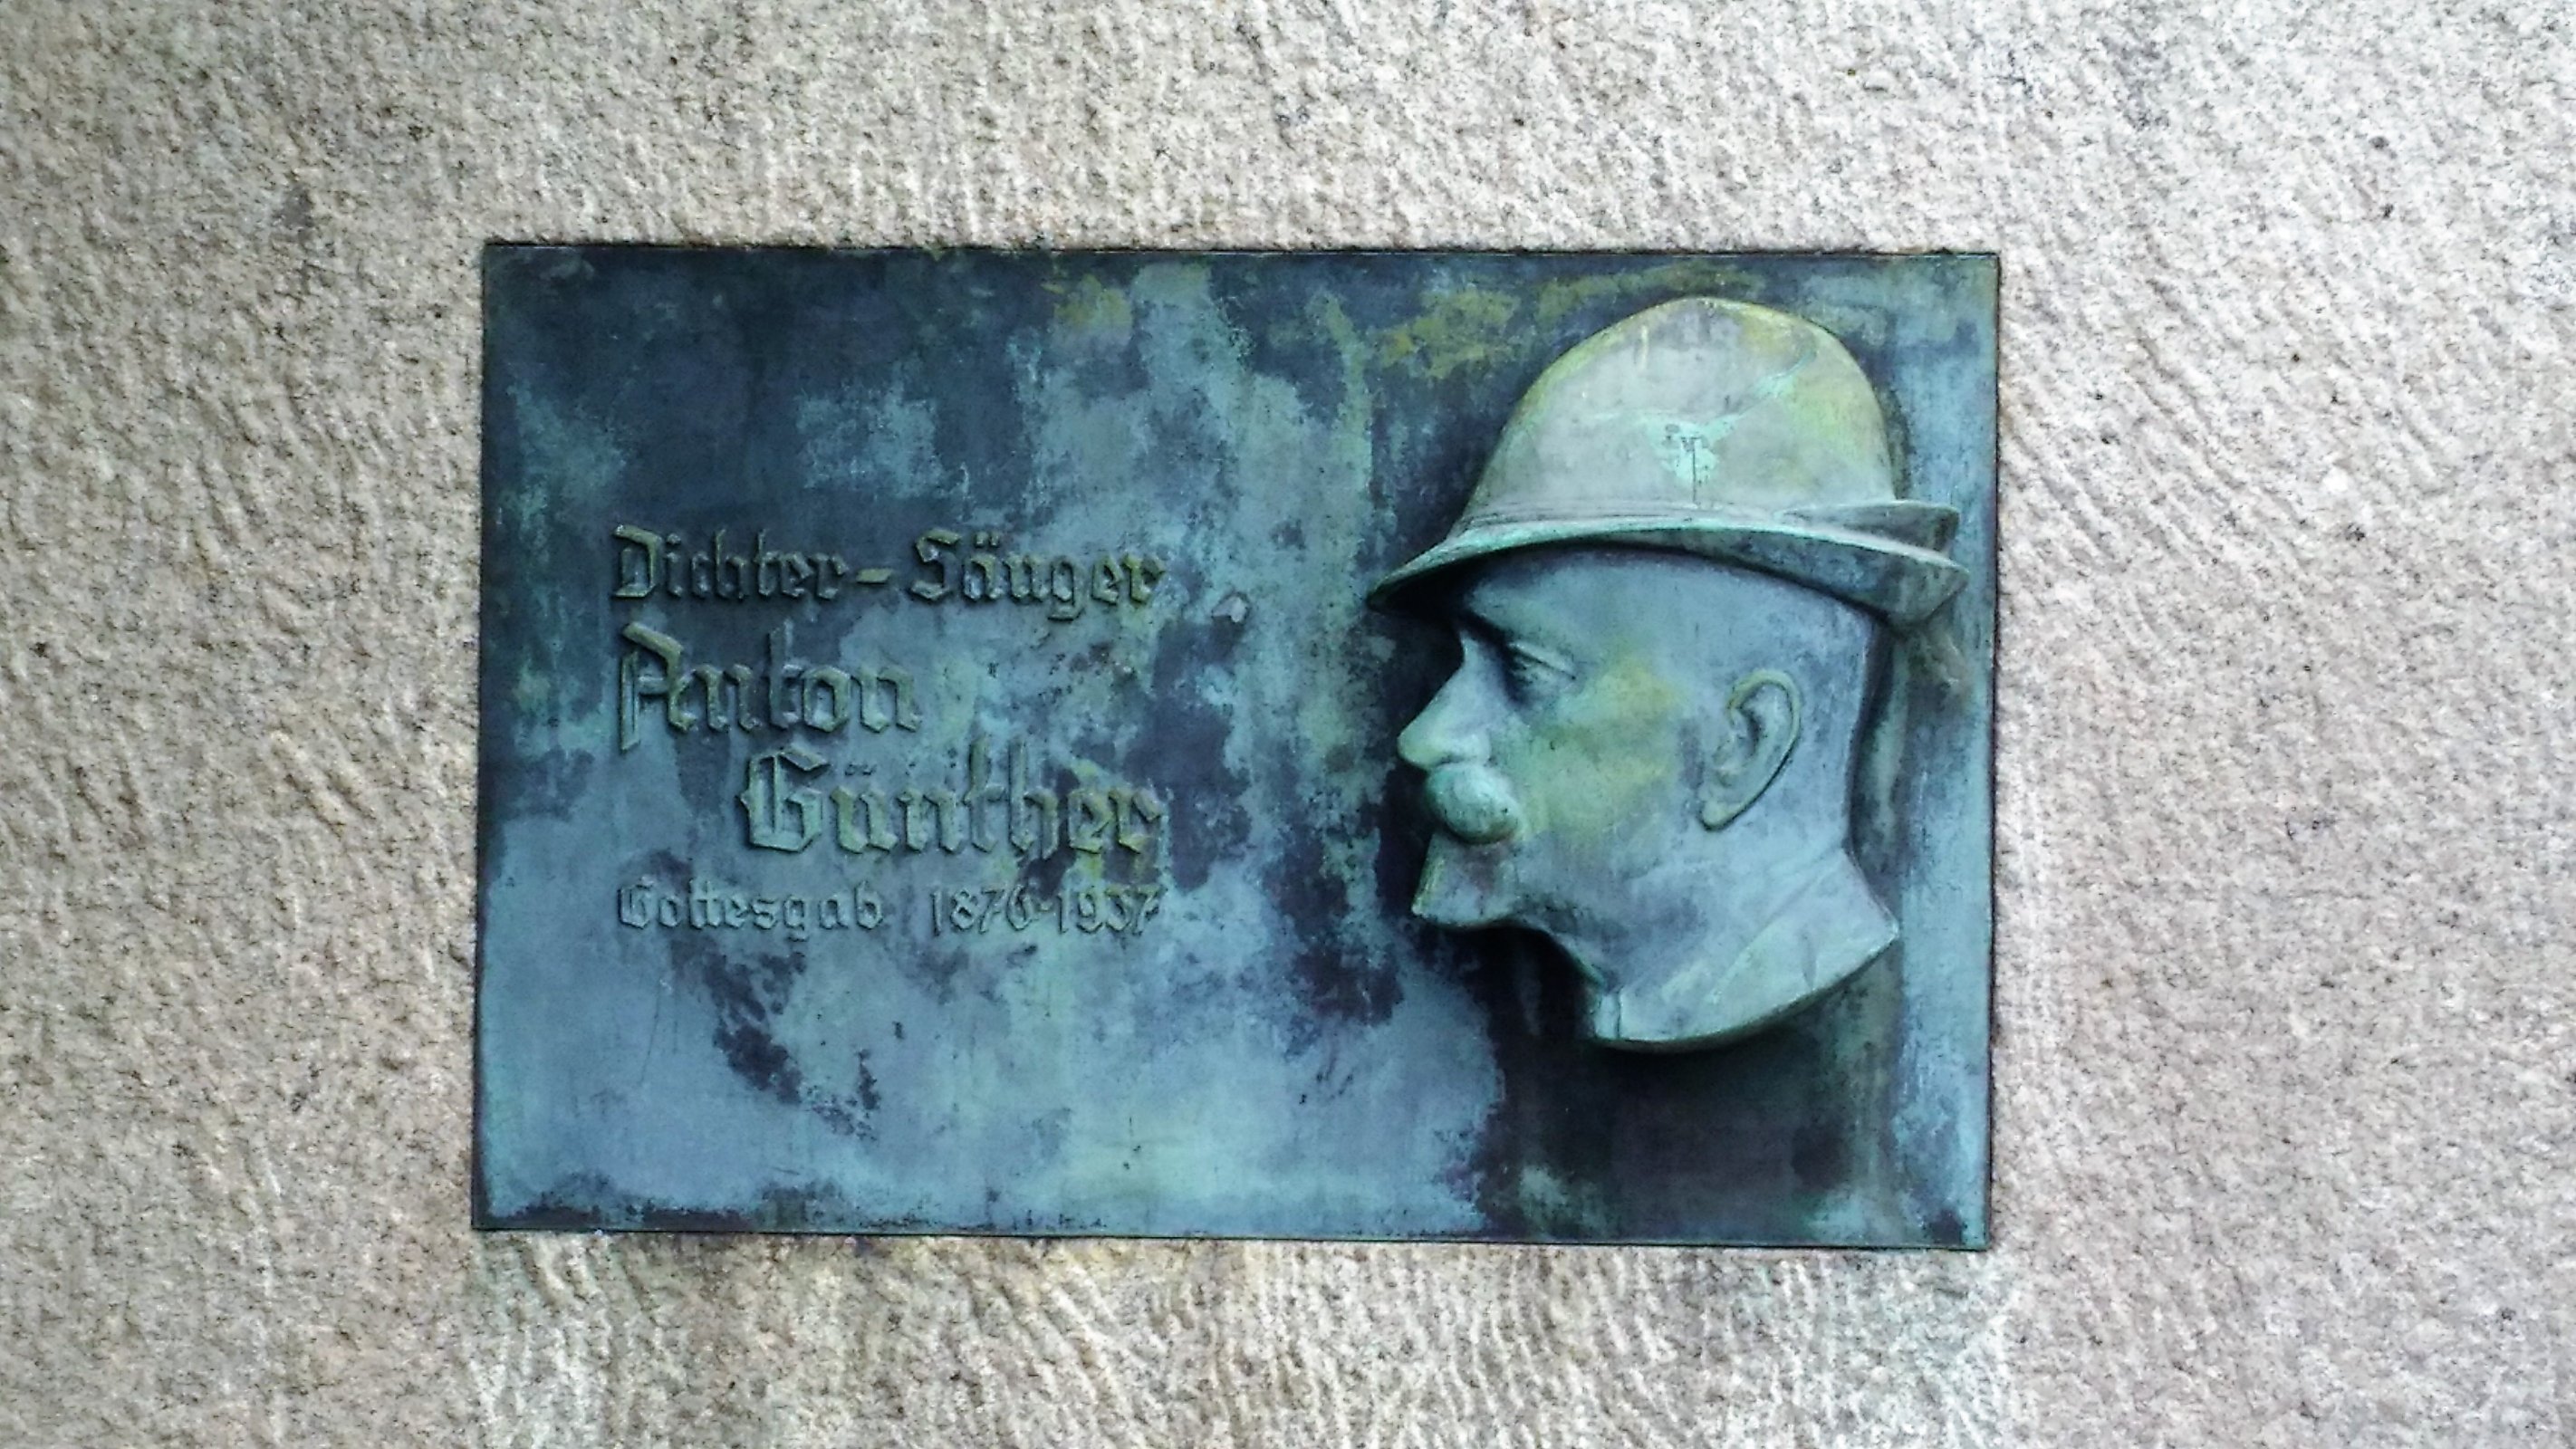 Dichter-Sänger
Anton
Günther
Gottesgab 1876-1937